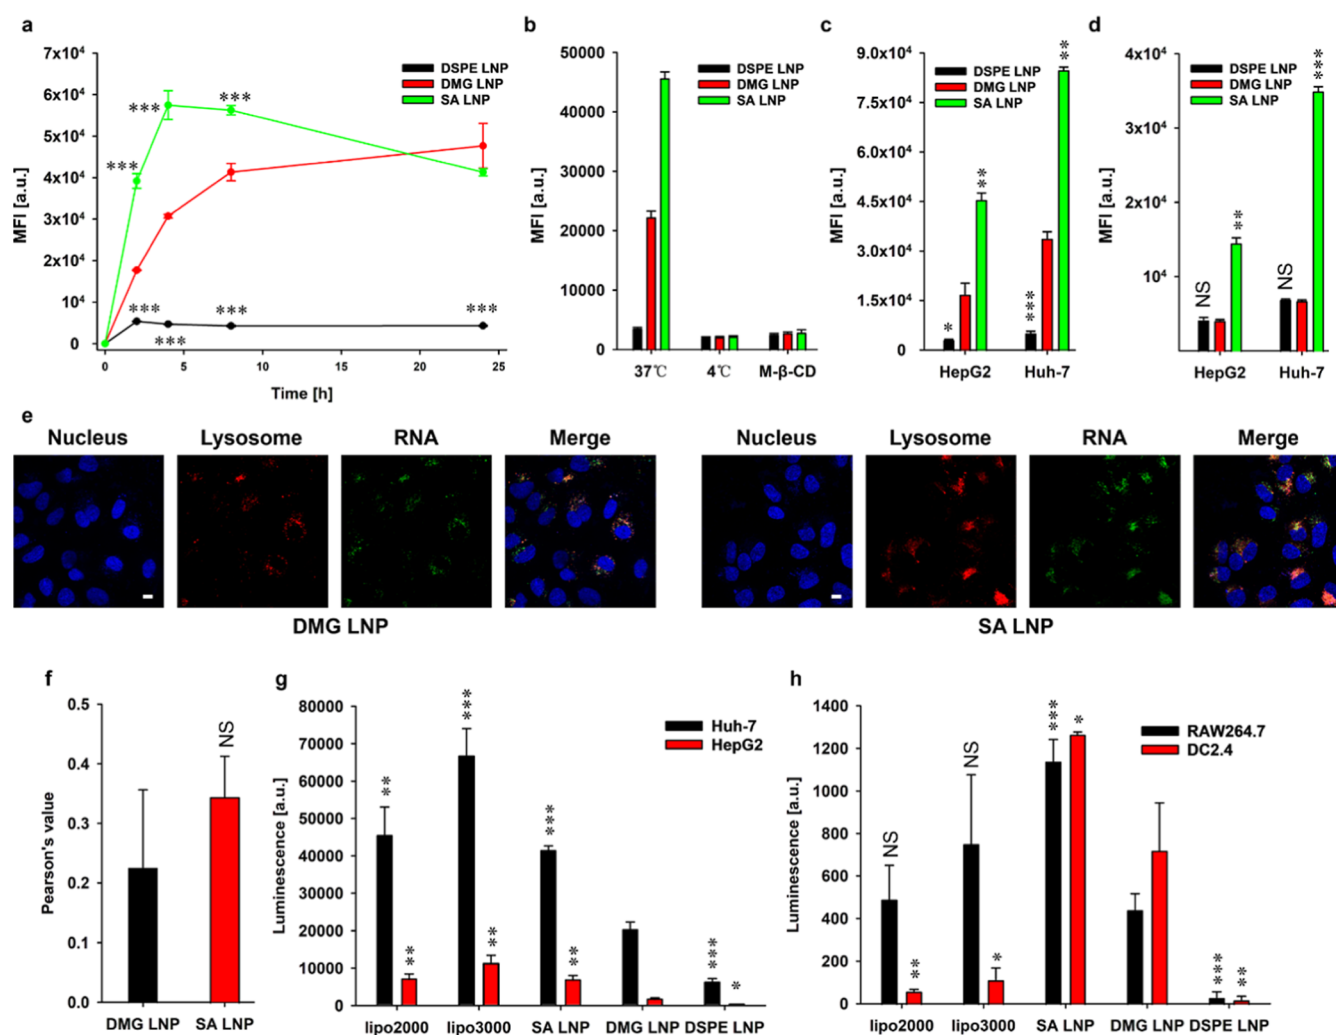 a
7x10⁴
6x10⁴
5x10⁴
4x10⁴
3x10⁴
2x10⁴
10⁴
0
MFI [a.u.]
DSPE LNP
DMG LNP
SA LNP
***
***
***
***
***
***
***
0
5
10
15
20
25
Time [h]
b
50000
40000
30000
20000
10000
0
MFI [a.u.]
DSPE LNP
DMG LNP
SA LNP
37℃
4℃
M-β-CD
c
9.0x10⁴
7.5x10⁴
6.0x10⁴
4.5x10⁴
3.0x10⁴
1.5x10⁴
0
MFI [a.u.]
DSPE LNP
DMG LNP
SA LNP
*
**
***
**
HepG2
Huh-7
d
4x10⁴
3x10⁴
2x10⁴
10⁴
MFI [a.u.]
DSPE LNP
DMG LNP
SA LNP
NS
**
NS
***
HepG2
Huh-7
e
Nucleus
Lysosome
RNA
Merge
Nucleus
Lysosome
RNA
Merge
DMG LNP
SA LNP
f
0.5
0.4
0.3
0.2
0.1
0.0
Pearson's value
NS
DMG LNP
SA LNP
g
80000
70000
60000
50000
40000
30000
20000
10000
0
Luminescence [a.u.]
Huh-7
HepG2
**
**
***
**
***
**
***
*
lipo2000
lipo3000
SA LNP
DMG LNP
DSPE LNP
h
1400
1200
1000
800
600
400
200
0
Luminescence [a.u.]
RAW264.7
DC2.4
NS
**
NS
*
***
*
***
**
lipo2000
lipo3000
SA LNP
DMG LNP
DSPE LNP